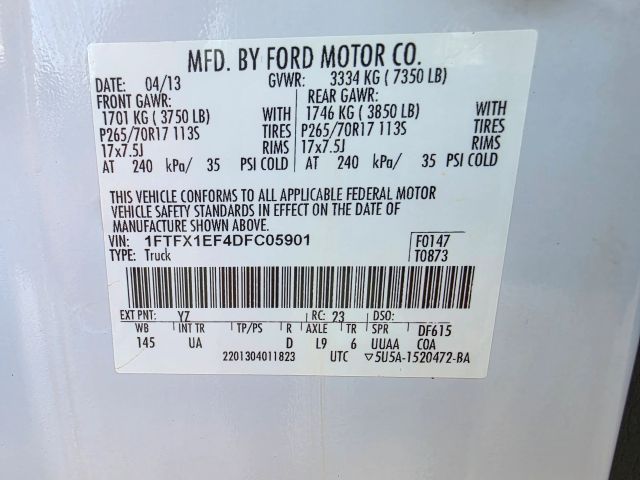 MFD. BY FORD MOTOR CO.
DATE: 04/13 GVWR: 3334 KG ( 7350 LB)
FRONT GAWR: REAR GAWR:
1701 KG ( 3750 LB) WITH 1746 KG ( 3850 LB) WITH
P265/70R17 113S TIRES P265/70R17 113S TIRES
17x7.5J RIMS 17x7.5J RIMS
AT 240 kPa/ 35 PSI COLD AT 240 kPa/ 35 PSI COLD
THIS VEHICLE CONFORMS TO ALL APPLICABLE FEDERAL MOTOR
VEHICLE SAFETY STANDARDS IN EFFECT ON THE DATE OF
MANUFACTURE SHOWN ABOVE.
VIN: 1FTFX1EF4DFC05901 F0147
TYPE: Truck T0873
EXT PNT: YZ RC: 23 DSO:
WB INT TR TP/PS R AXLE TR SPR DF615
145 UA D L9 6 UUAA COA
2201304011823 UTC ▽5U5A-1520472-BA